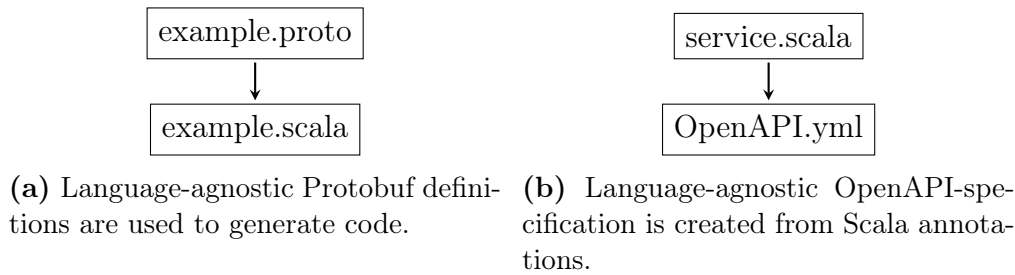 example.proto
example.scala
(a) Language-agnostic Protobuf defini-
tions are used to generate code.
service.scala
OpenAPI.yml
(b) Language-agnostic OpenAPI-spe-
cification is created from Scala annota-
tions.